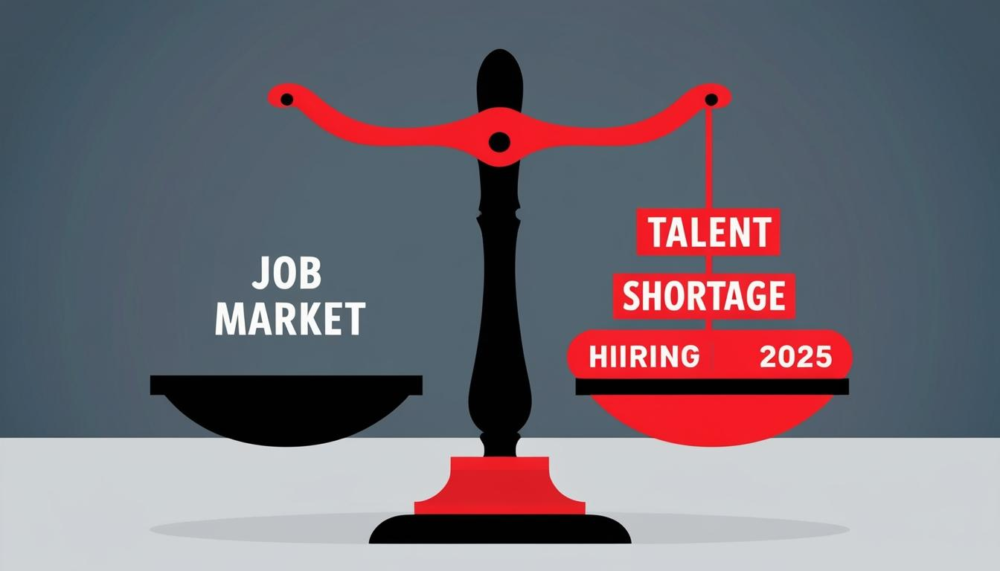 JOB
MARKET
TALENT
SHORTAGE
HIIRING 2025